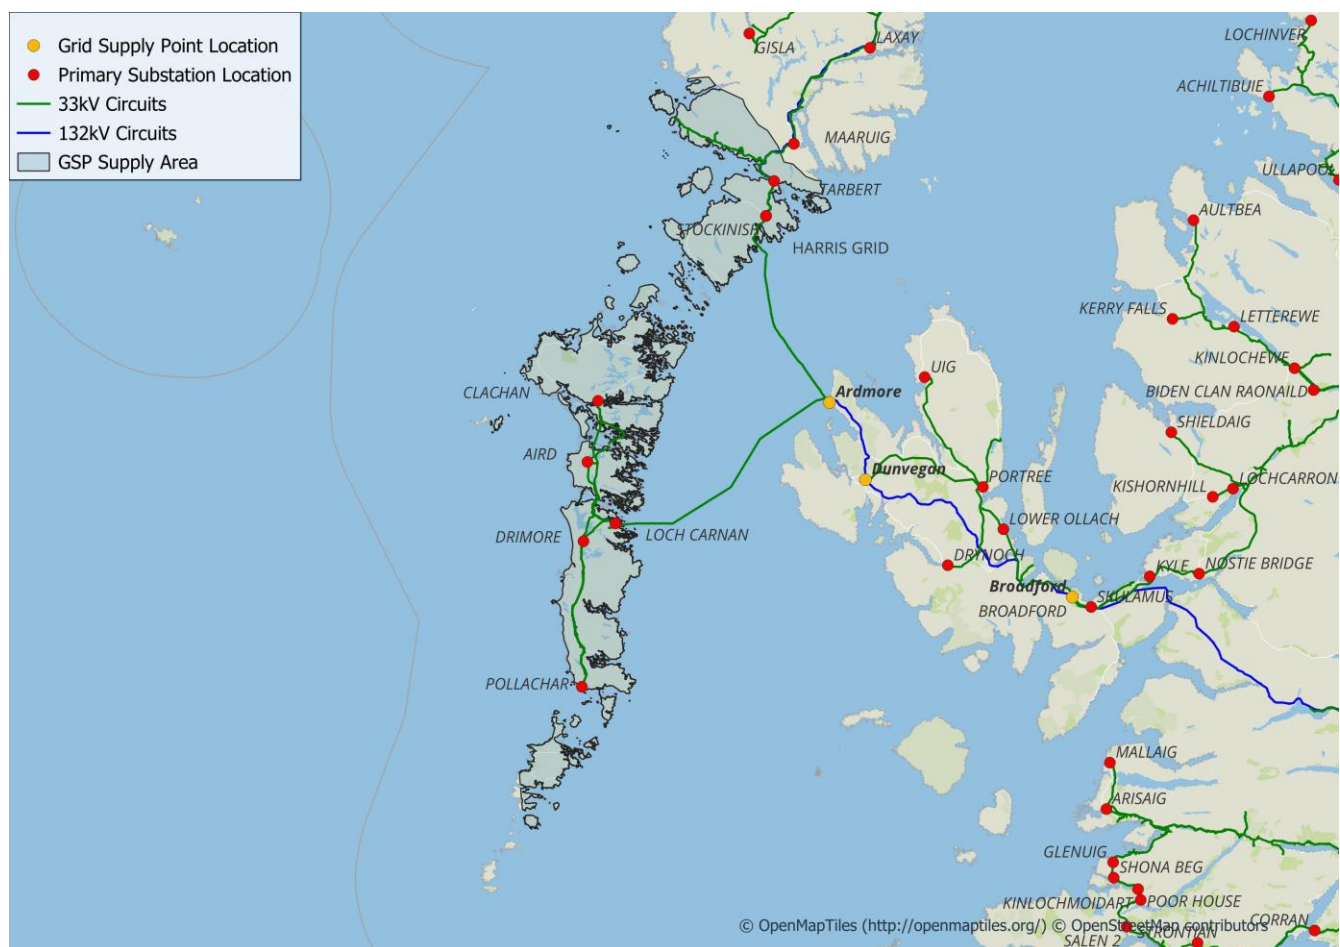 Grid Supply Point Location
Primary Substation Location
33kV Circuits
132kV Circuits
GSP Supply Area
GISLA
LAXAY
LOCHINVER
ACHILTIBUIE
MAARUIG
ULLAPOOL
TARBERT
AULTBEA
STOCKINISH
HARRIS GRID
KERRY FALLS
LETTEREWE
KINLOCHEWE
UIG
CLACHAN
Ardmore
BIDEN CLAN RAONAILD
SHIELDAIG
AIRD
Dunvegan
PORTREE
KISHORNHILL
LOCHCARRON
DRIMORE
LOCH CARNAN
LOWER OLLACH
DRYNOCH
KYLE
NOSTIE BRIDGE
Broadford
SKULAMUS
BROADFORD
POLLACHAR
MALLAIG
ARISAIG
GLENUIG
SHONA BEG
KINLOCHMOIDART
POOR HOUSE
© OpenMapTiles (http://openmaptiles.org/) © OpenStreetMap contributors
CORRAN
SALEN 2
STRONTIAN